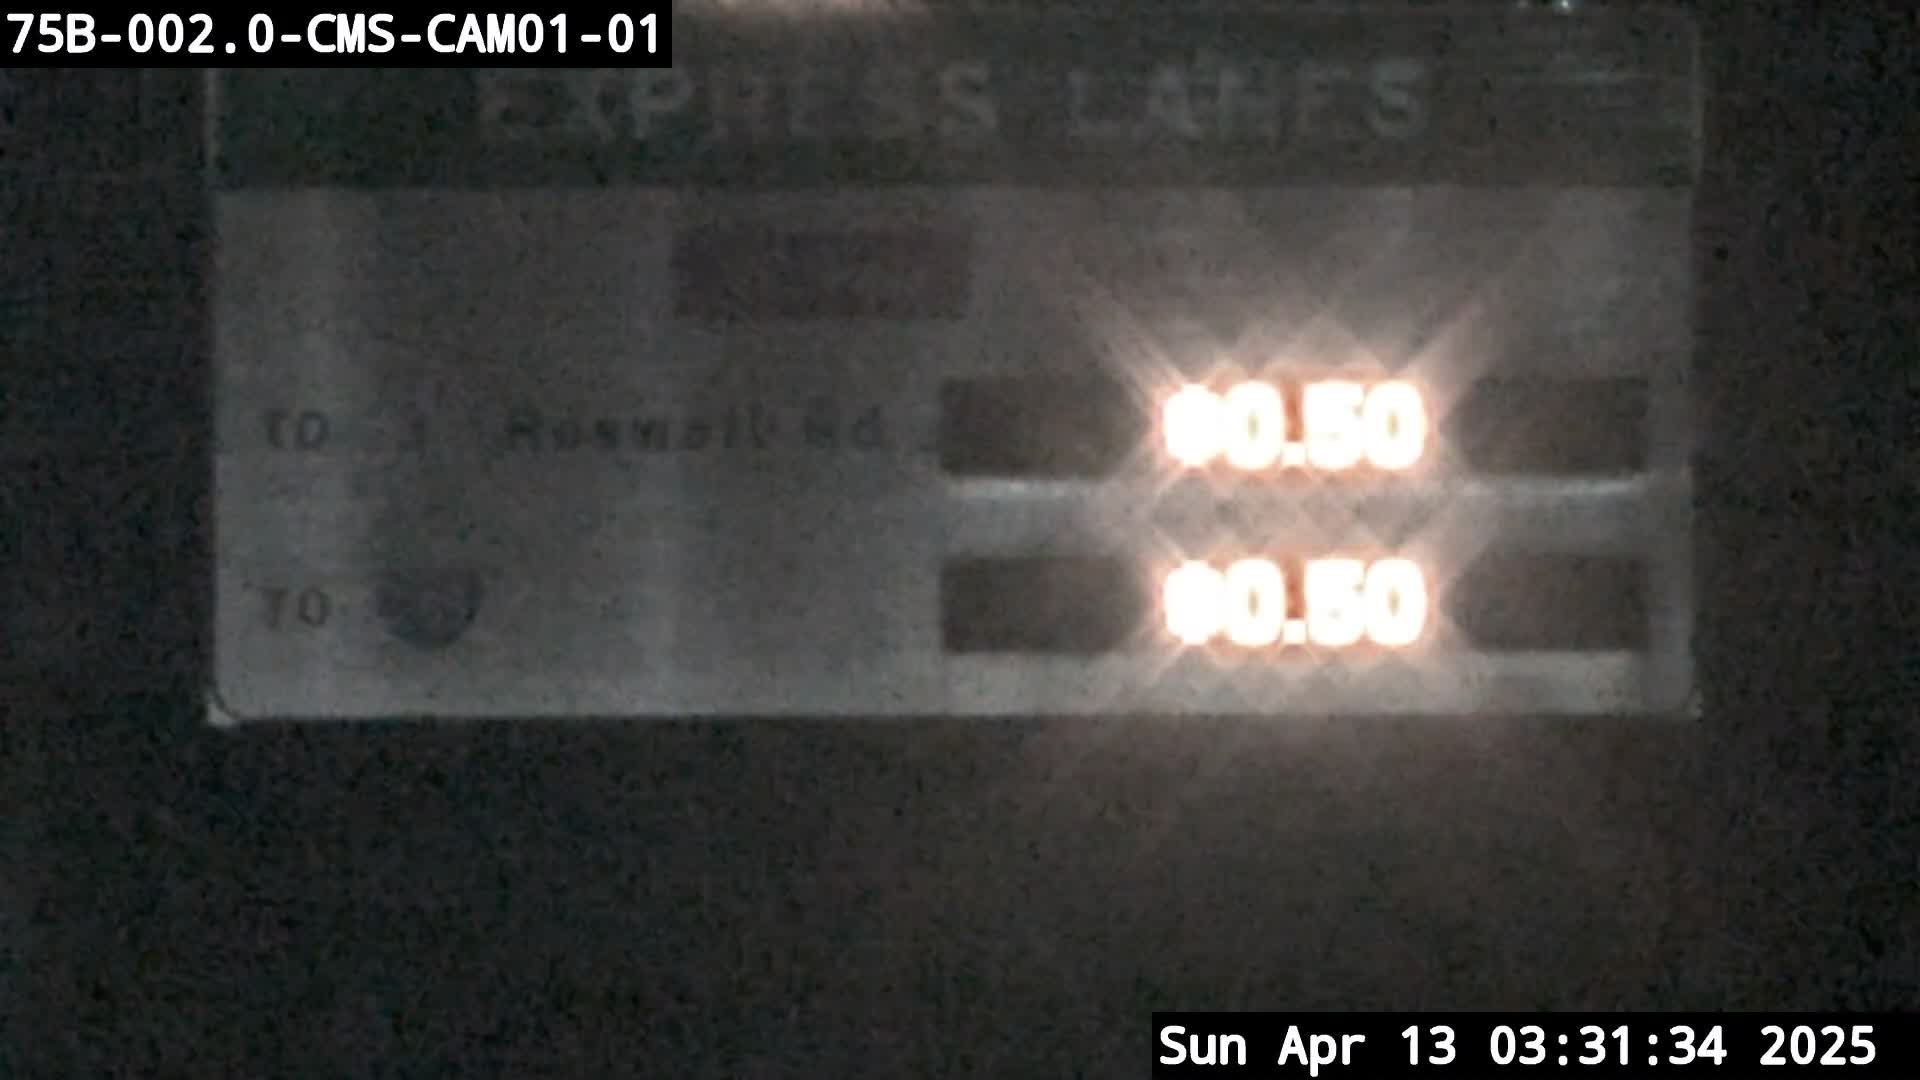 75B-002.0-CMS-CAM01-01
EXPRESS LANES
TO Roswell Rd $0.50
TO $0.50
Sun Apr 13 03:31:34 2025